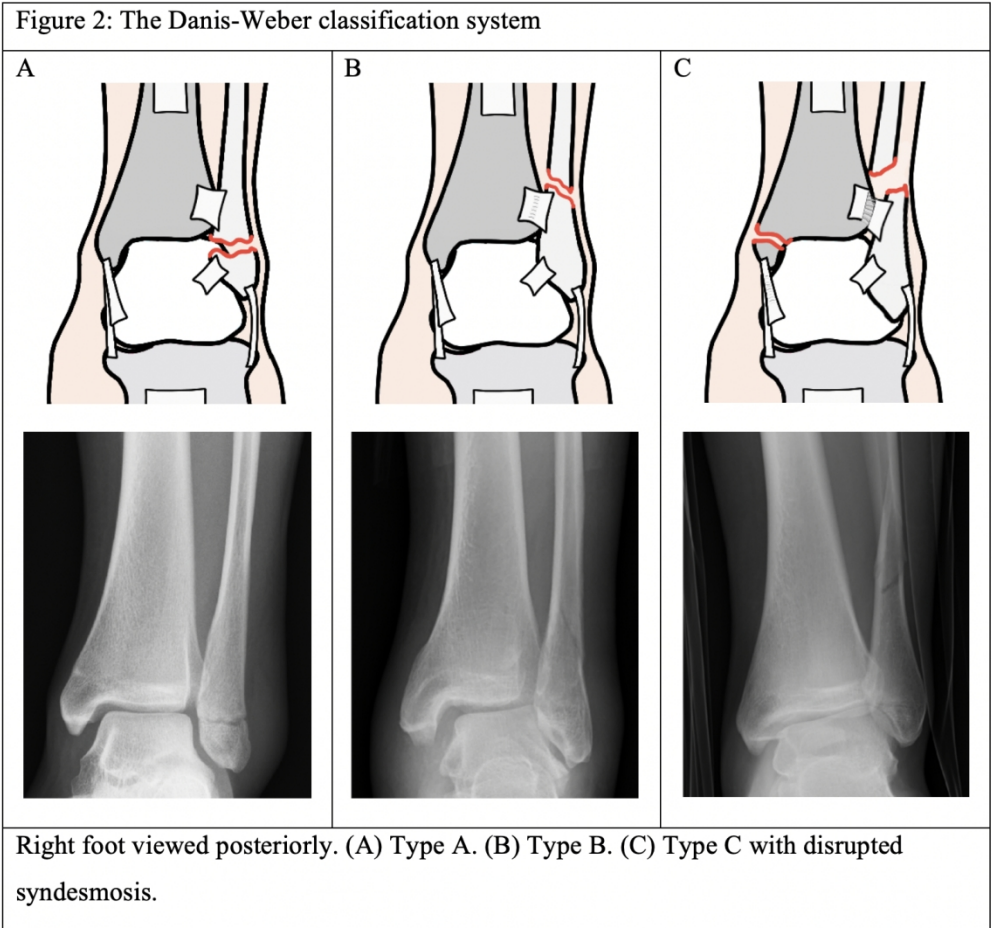 Figure 2: The Danis-Weber classification system
A
B
C
Right foot viewed posteriorly. (A) Type A. (B) Type B. (C) Type C with disrupted
syndesmosis.